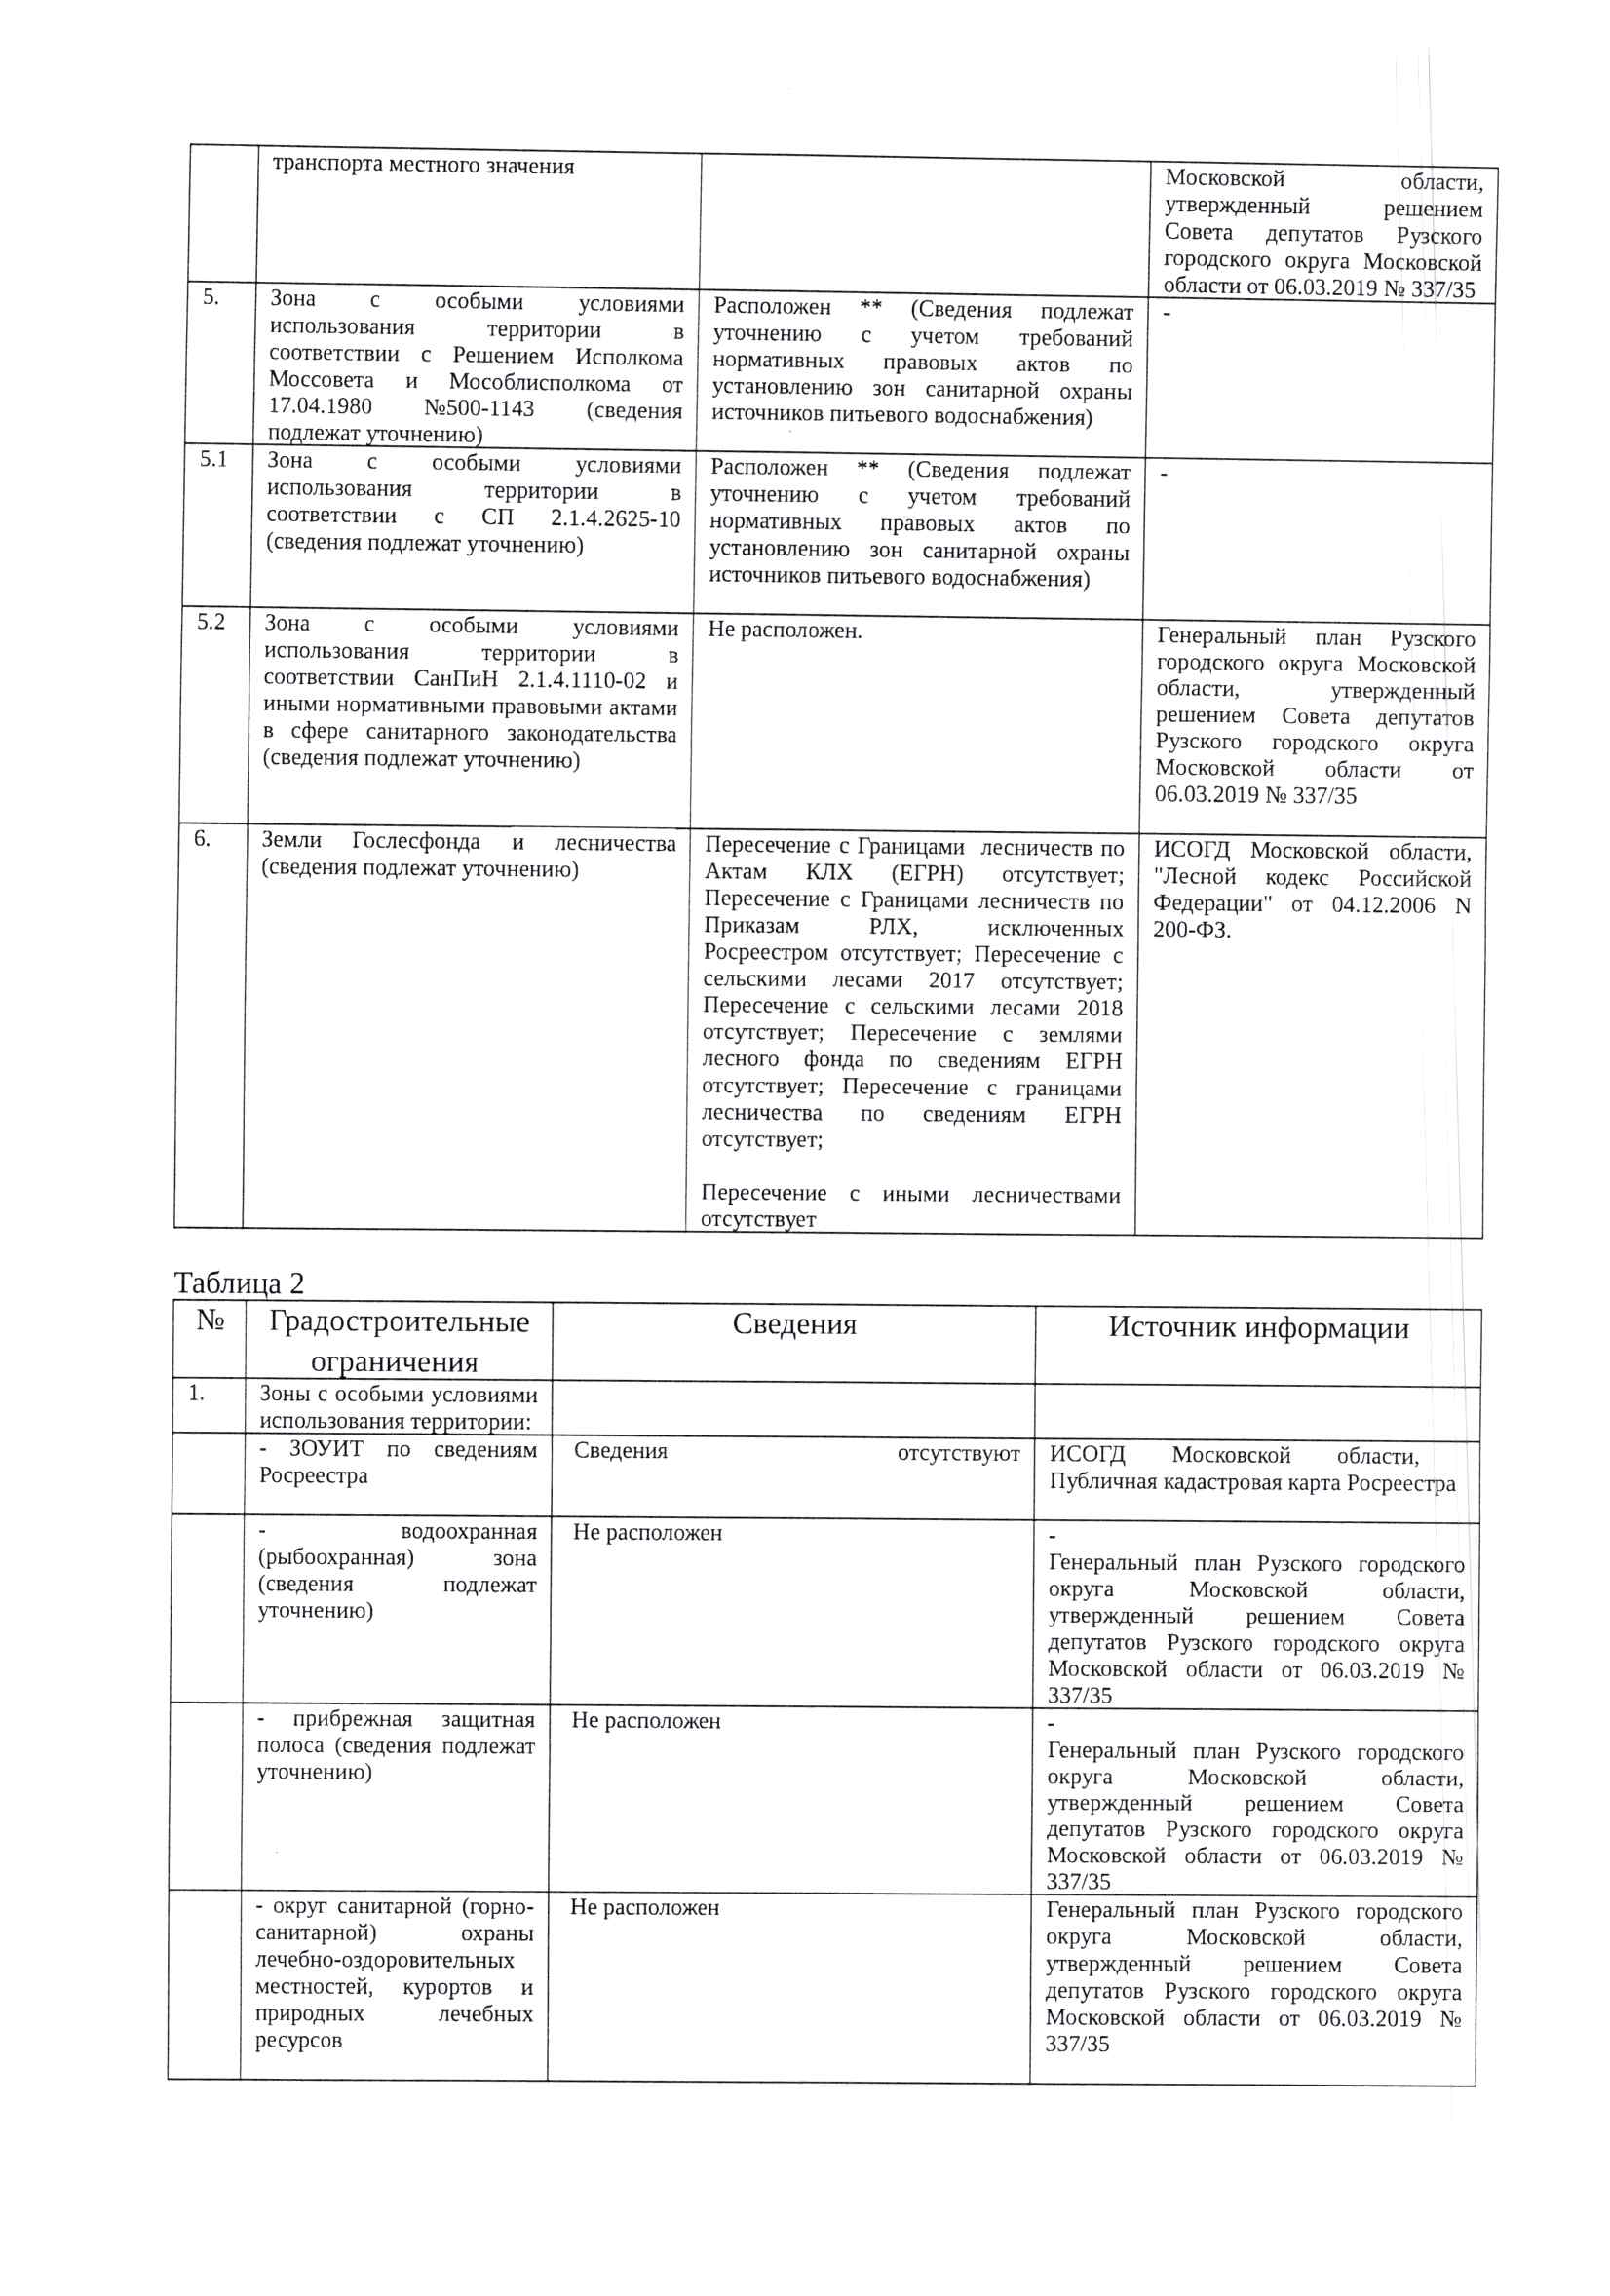 транспорта местного значения
Московской области,
утвержденный решением
Совета депутатов Рузского
городского округа Московской
области от 06.03.2019 № 337/35
5.
Зона с особыми условиями
использования территории в
соответствии с Решением Исполкома
Моссовета и Мособлисполкома от
17.04.1980 №500-1143 (сведения
подлежат уточнению)
Расположен ** (Сведения подлежат
уточнению с учетом требований
нормативных правовых актов по
установлению зон санитарной охраны
источников питьевого водоснабжения)
-
5.1
Зона с особыми условиями
использования территории в
соответствии с СП 2.1.4.2625-10
(сведения подлежат уточнению)
Расположен ** (Сведения подлежат
уточнению с учетом требований
нормативных правовых актов по
установлению зон санитарной охраны
источников питьевого водоснабжения)
-
5.2
Зона с особыми условиями
использования территории в
соответствии СанПиН 2.1.4.1110-02 и
иными нормативными правовыми актами
в сфере санитарного законодательства
(сведения подлежат уточнению)
Не расположен.
Генеральный план Рузского
городского округа Московской
области, утвержденный
решением Совета депутатов
Рузского городского округа
Московской области от
06.03.2019 № 337/35
6.
Земли Гослесфонда и лесничества
(сведения подлежат уточнению)
Пересечение с Границами лесничеств по
Актам КЛХ (ЕГРН) отсутствует;
Пересечение с Границами лесничеств по
Приказам РЛХ, исключенных
Росреестром отсутствует; Пересечение с
сельскими лесами 2017 отсутствует;
Пересечение с сельскими лесами 2018
отсутствует; Пересечение с землями
лесного фонда по сведениям ЕГРН
отсутствует; Пересечение с границами
лесничества по сведениям ЕГРН
отсутствует;
Пересечение с иными лесничествами
отсутствует
ИСОГД Московской области,
"Лесной кодекс Российской
Федерации" от 04.12.2006 N
200-ФЗ.
Таблица 2
№
Градостроительные
ограничения
Сведения
Источник информации
1.
Зоны с особыми условиями
использования территории:
- ЗОУИТ по сведениям
Росреестра
Сведения отсутствуют
ИСОГД Московской области,
Публичная кадастровая карта Росреестра
- водоохранная
(рыбоохранная) зона
(сведения подлежат
уточнению)
Не расположен
-
Генеральный план Рузского городского
округа Московской области,
утвержденный решением Совета
депутатов Рузского городского округа
Московской области от 06.03.2019 №
337/35
- прибрежная защитная
полоса (сведения подлежат
уточнению)
Не расположен
-
Генеральный план Рузского городского
округа Московской области,
утвержденный решением Совета
депутатов Рузского городского округа
Московской области от 06.03.2019 №
337/35
- округ санитарной (горно-
санитарной) охраны
лечебно-оздоровительных
местностей, курортов и
природных лечебных
ресурсов
Не расположен
Генеральный план Рузского городского
округа Московской области,
утвержденный решением Совета
депутатов Рузского городского округа
Московской области от 06.03.2019 №
337/35